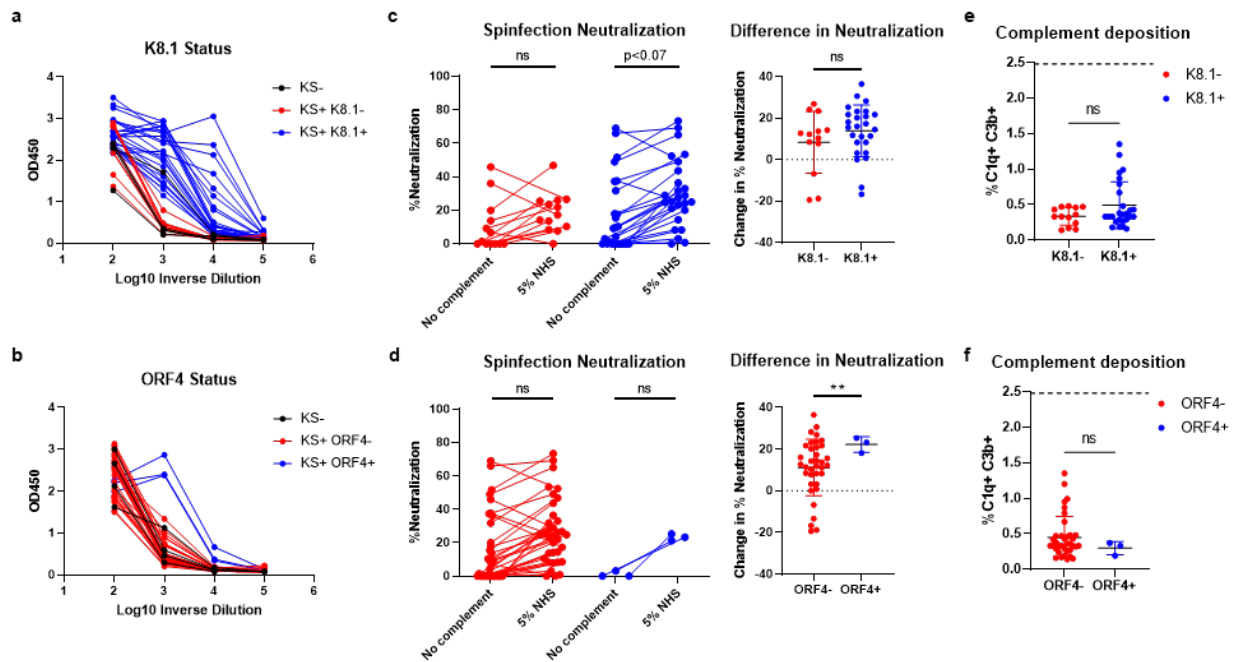 a
K8.1 Status
OD450
4
3
2
1
0
1 2 3 4 5 6
Log10 Inverse Dilution
KS-
KS+ K8.1-
KS+ K8.1+
c
Spinfection Neutralization
ns
p<0.07
%Neutralization
100
80
60
40
20
0
No complement
5% NHS
No complement
5% NHS
Difference in Neutralization
ns
Change in % Neutralization
40
20
0
-20
-40
K8.1- K8.1+
e
Complement deposition
K8.1-
K8.1+
ns
% C1q+ C3b+
2.5
2.0
1.5
1.0
0.5
0.0
K8.1- K8.1+
b
ORF4 Status
OD450
4
3
2
1
0
1 2 3 4 5 6
Log10 Inverse Dilution
KS-
KS+ ORF4-
KS+ ORF4+
d
Spinfection Neutralization
ns
ns
%Neutralization
100
80
60
40
20
0
No complement
5% NHS
No complement
5% NHS
Difference in Neutralization
**
Change in % Neutralization
40
20
0
-20
-40
ORF4- ORF4+
f
Complement deposition
ORF4-
ORF4+
ns
% C1q+ C3b+
2.5
2.0
1.5
1.0
0.5
0.0
ORF4- ORF4+